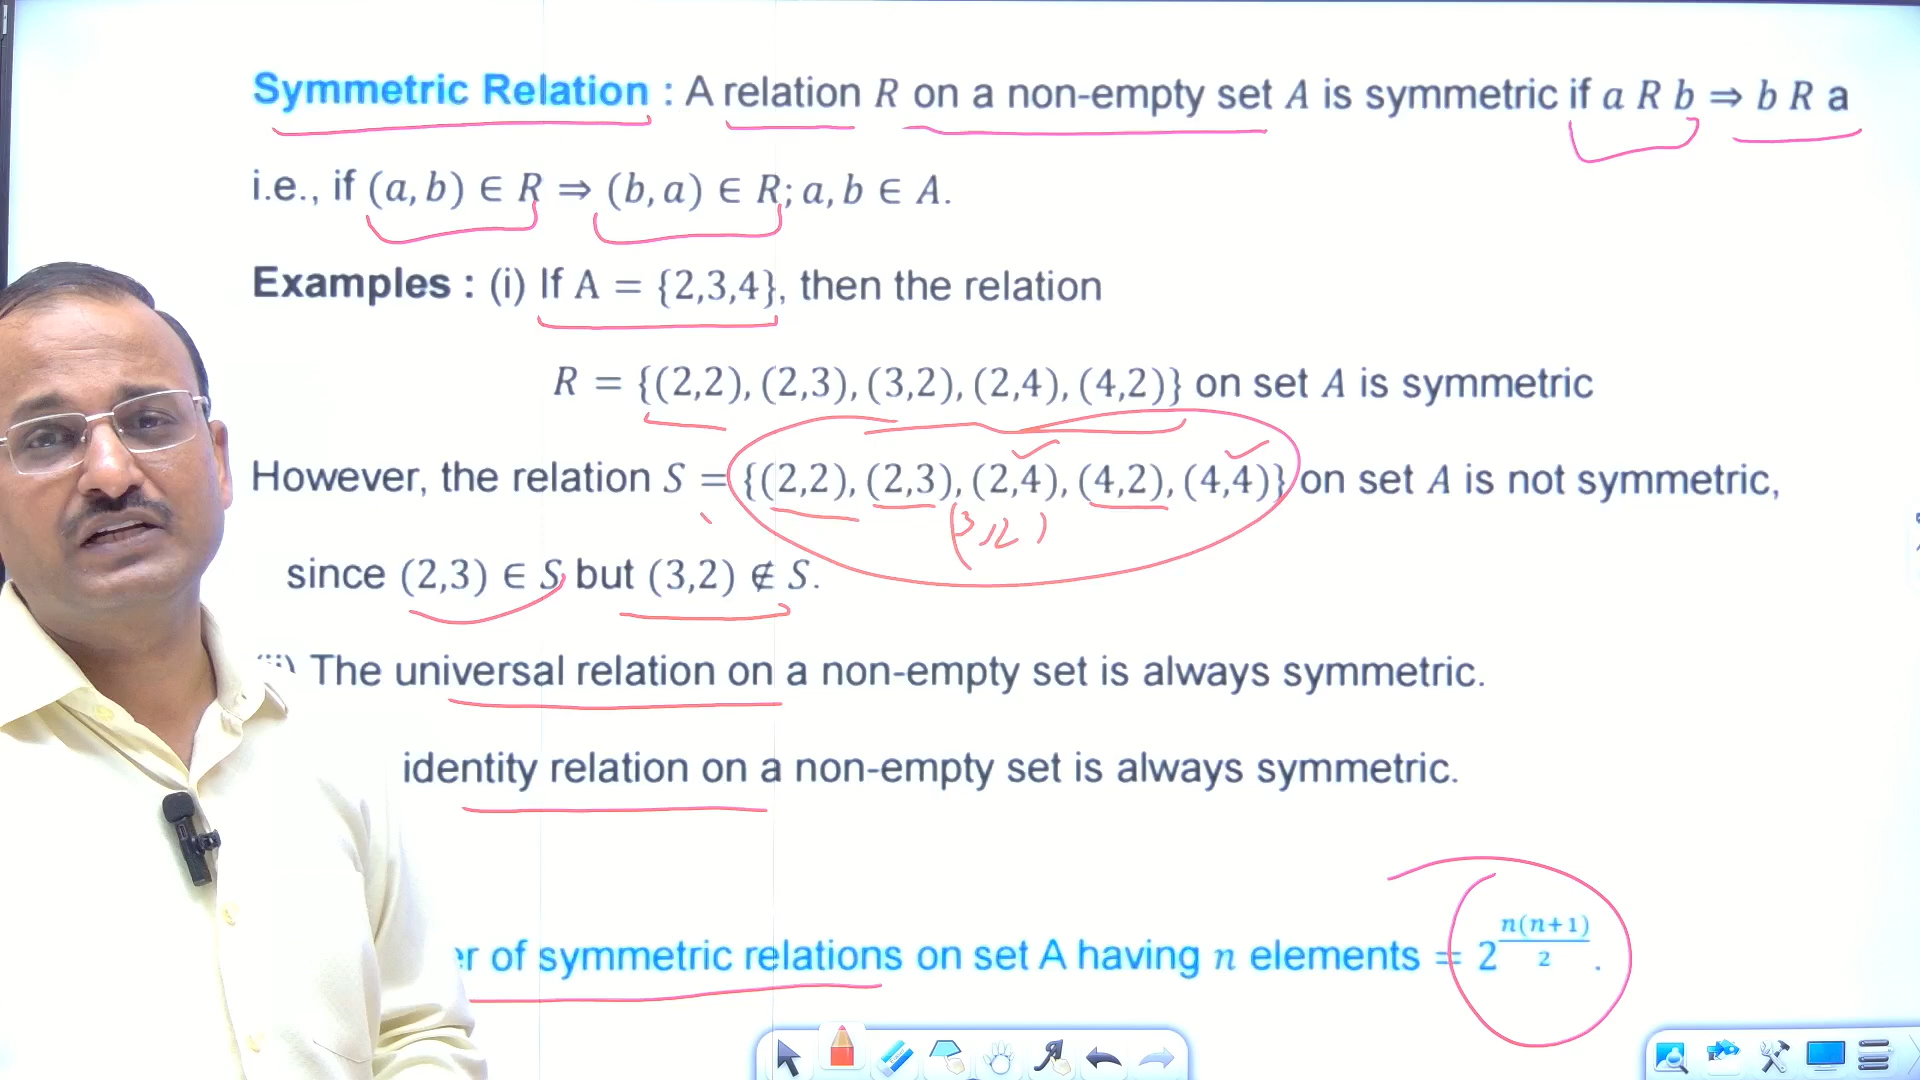 Symmetric Relation : A relation R on a non-empty set A is symmetric if a R b ⇒ b R a
i.e., if (a, b) ∈ R ⇒ (b, a) ∈ R; a, b ∈ A.
Examples : (i) If A = {2,3,4}, then the relation
R = {(2,2), (2,3), (3,2), (2,4), (4,2)} on set A is symmetric
However, the relation S = {(2,2), (2,3), (2,4), (4,2), (4,4)} on set A is not symmetric,
(3,2)
since (2,3) ∈ S but (3,2) ∉ S.
The universal relation on a non-empty set is always symmetric.
identity relation on a non-empty set is always symmetric.
of symmetric relations on set A having n elements = 2^(n(n+1)/2).